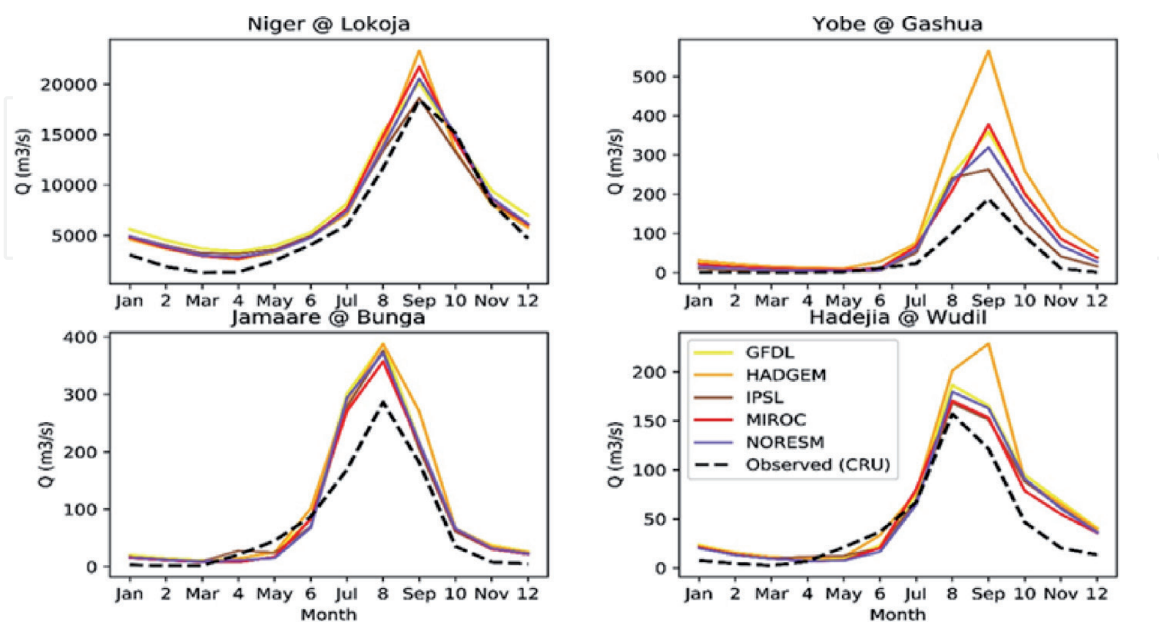 Niger @ Lokoja
Q (m3/s)
20000
15000
10000
5000
Jan 2 Mar 4 May 6 Jul 8 Sep 10 Nov 12
Yobe @ Gashua
Q (m3/s)
500
400
300
200
100
0
Jan 2 Mar 4 May 6 Jul 8 Sep 10 Nov 12
Jamaare @ Bunga
Q (m3/s)
400
300
200
100
0
Jan 2 Mar 4 May 6 Jul 8 Sep 10 Nov 12
Month
Hadejia @ Wudil
Q (m3/s)
200
150
100
50
0
GFDL
HADGEM
IPSL
MIROC
NORESM
Observed (CRU)
Jan 2 Mar 4 May 6 Jul 8 Sep 10 Nov 12
Month